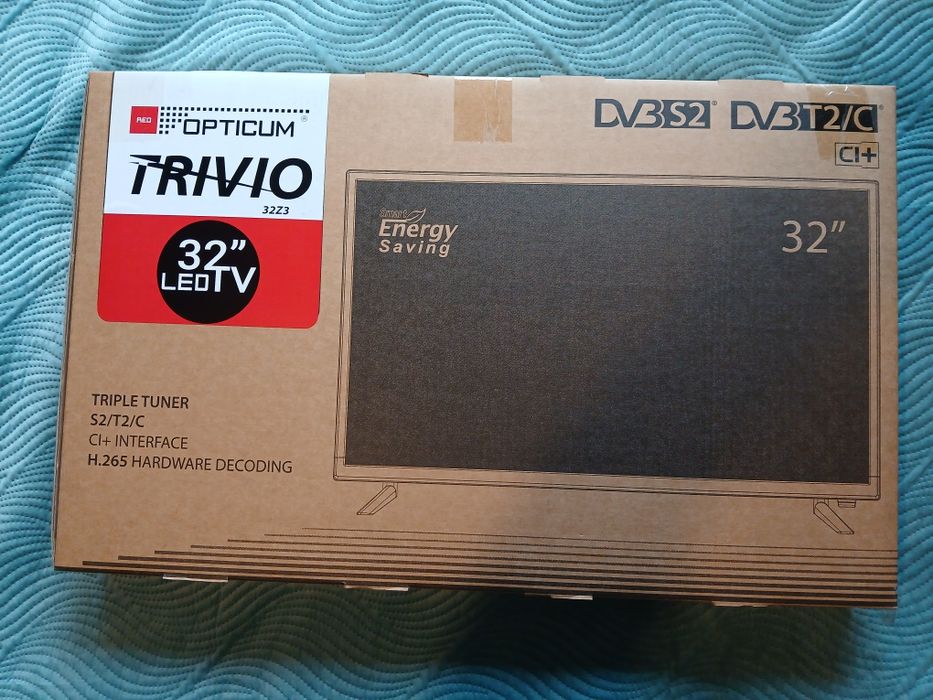 RED OPTICUM®
TRIVIO
32Z3
32”
LED TV
DVB S2® DVB T2/C®
CI+
Smart
Energy
Saving
32”
TRIPLE TUNER
S2/T2/C
CI+ INTERFACE
H.265 HARDWARE DECODING